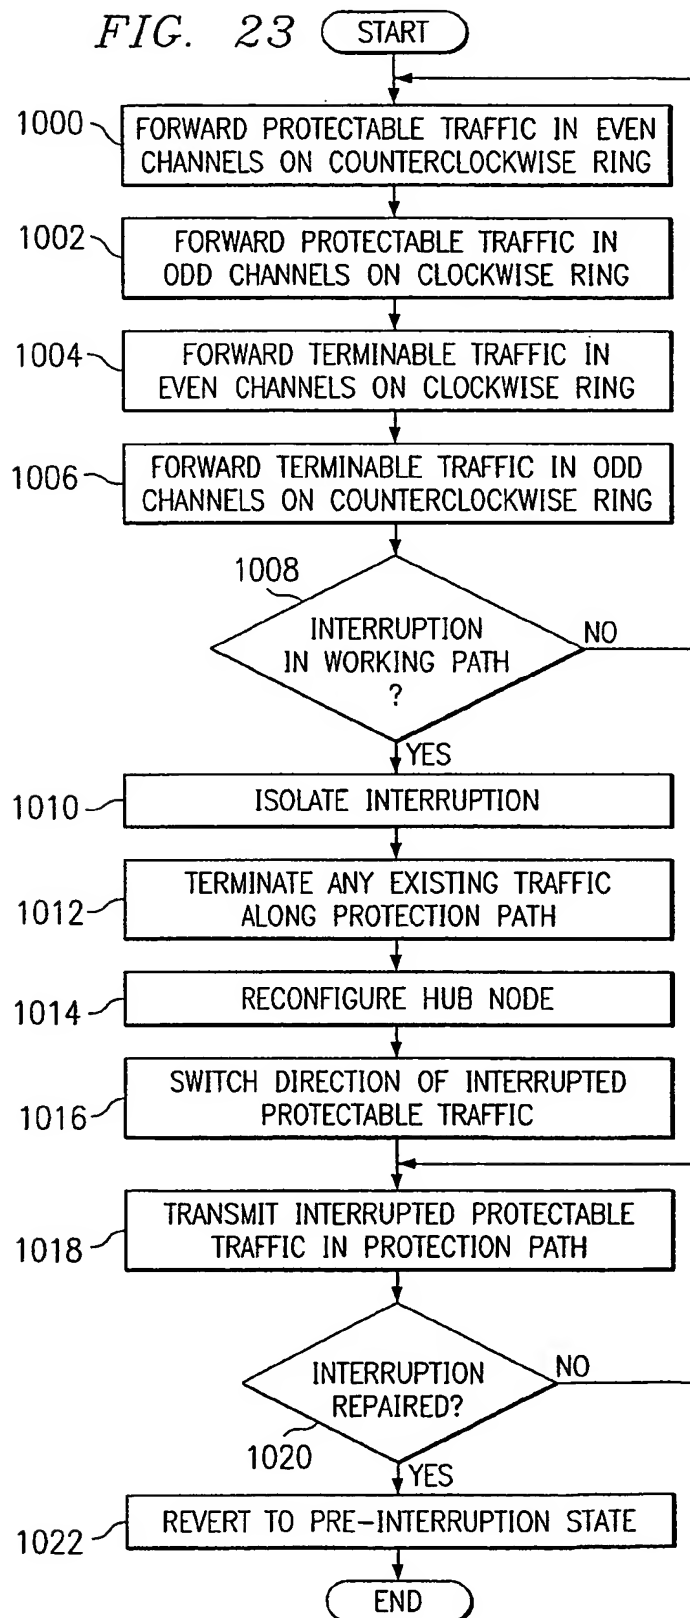 FIG. 23
START
1000
FORWARD PROTECTABLE TRAFFIC IN EVEN
CHANNELS ON COUNTERCLOCKWISE RING
1002
FORWARD PROTECTABLE TRAFFIC IN
ODD CHANNELS ON CLOCKWISE RING
1004
FORWARD TERMINABLE TRAFFIC IN
EVEN CHANNELS ON CLOCKWISE RING
1006
FORWARD TERMINABLE TRAFFIC IN ODD
CHANNELS ON COUNTERCLOCKWISE RING
1008
INTERRUPTION
IN WORKING PATH
?
NO
YES
1010
ISOLATE INTERRUPTION
1012
TERMINATE ANY EXISTING TRAFFIC
ALONG PROTECTION PATH
1014
RECONFIGURE HUB NODE
1016
SWITCH DIRECTION OF INTERRUPTED
PROTECTABLE TRAFFIC
1018
TRANSMIT INTERRUPTED PROTECTABLE
TRAFFIC IN PROTECTION PATH
INTERRUPTION
REPAIRED?
NO
1020
YES
1022
REVERT TO PRE-INTERRUPTION STATE
END